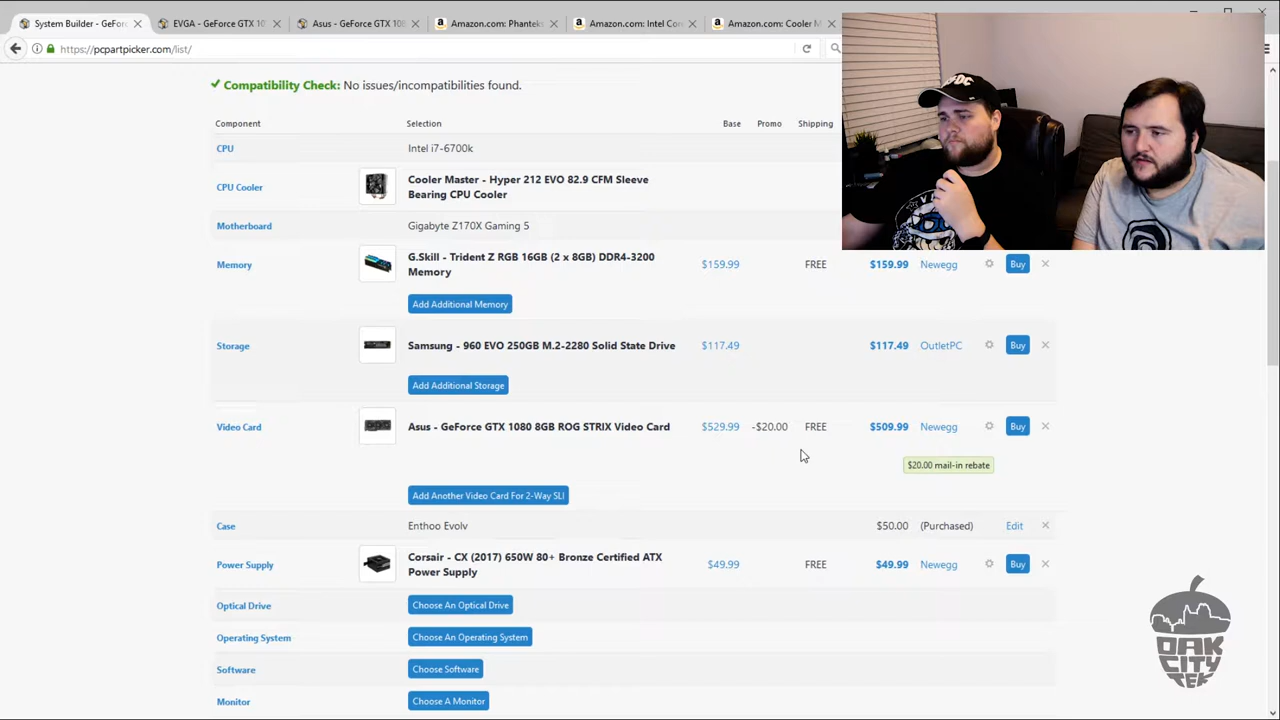 System Builder - GeFor
EVGA - GeForce GTX 10
Asus - GeForce GTX 108
Amazon.com: Phantek
Amazon.com: Intel Cor
Amazon.com: Cooler M
https://pcpartpicker.com/list/
Compatibility Check: No issues/incompatibilities found.
Component Selection Base Promo Shipping
CPU Intel i7-6700k
CPU Cooler Cooler Master - Hyper 212 EVO 82.9 CFM Sleeve
Bearing CPU Cooler
Motherboard Gigabyte Z170X Gaming 5
Memory G.Skill - Trident Z RGB 16GB (2 x 8GB) DDR4-3200
Memory
$159.99 FREE $159.99 Newegg Buy
Add Additional Memory
Storage Samsung - 960 EVO 250GB M.2-2280 Solid State Drive $117.49 $117.49 OutletPC Buy
Add Additional Storage
Video Card Asus - GeForce GTX 1080 8GB ROG STRIX Video Card $529.99 -$20.00 FREE $509.99 Newegg Buy
$20.00 mail-in rebate
Add Another Video Card For 2-Way SLI
Case Enthoo Evolv $50.00 (Purchased) Edit
Power Supply Corsair - CX (2017) 650W 80+ Bronze Certified ATX
Power Supply
$49.99 FREE $49.99 Newegg Buy
Optical Drive Choose An Optical Drive
Operating System Choose An Operating System
Software Choose Software
Monitor Choose A Monitor
OAK
CITY
TEK